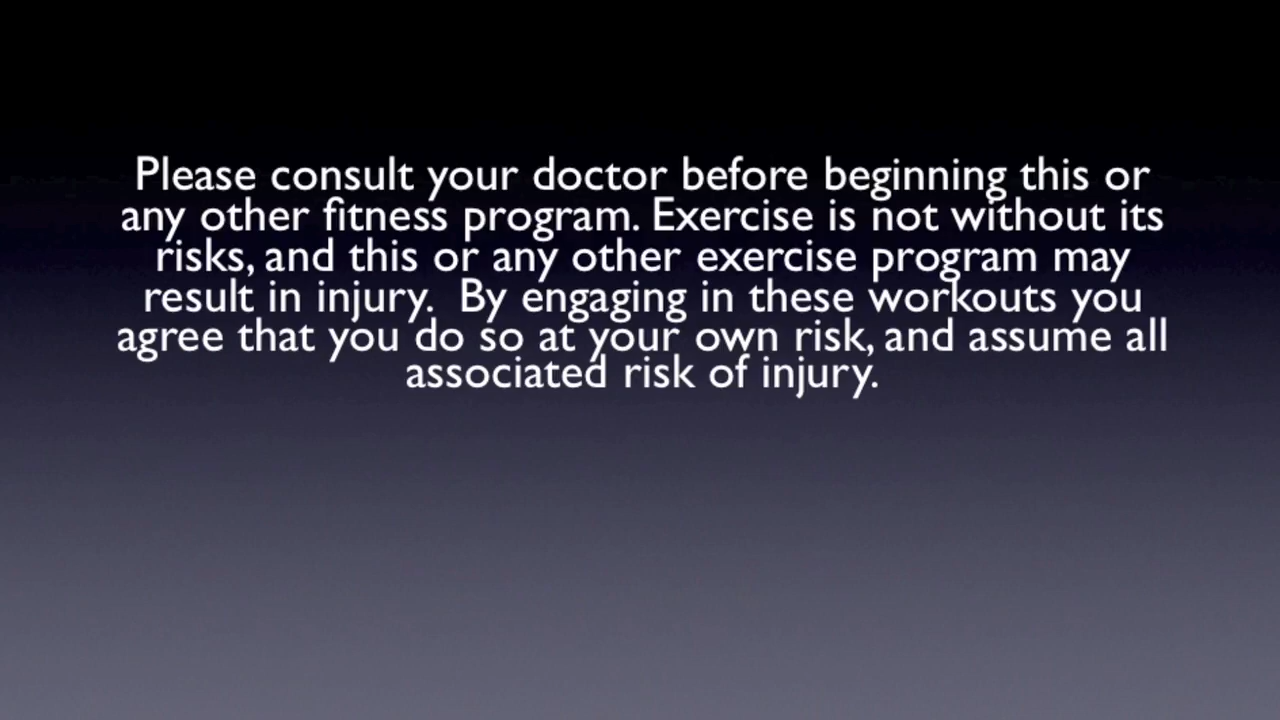 Please consult your doctor before beginning this or
any other fitness program. Exercise is not without its
risks, and this or any other exercise program may
result in injury.  By engaging in these workouts you
agree that you do so at your own risk, and assume all
associated risk of injury.